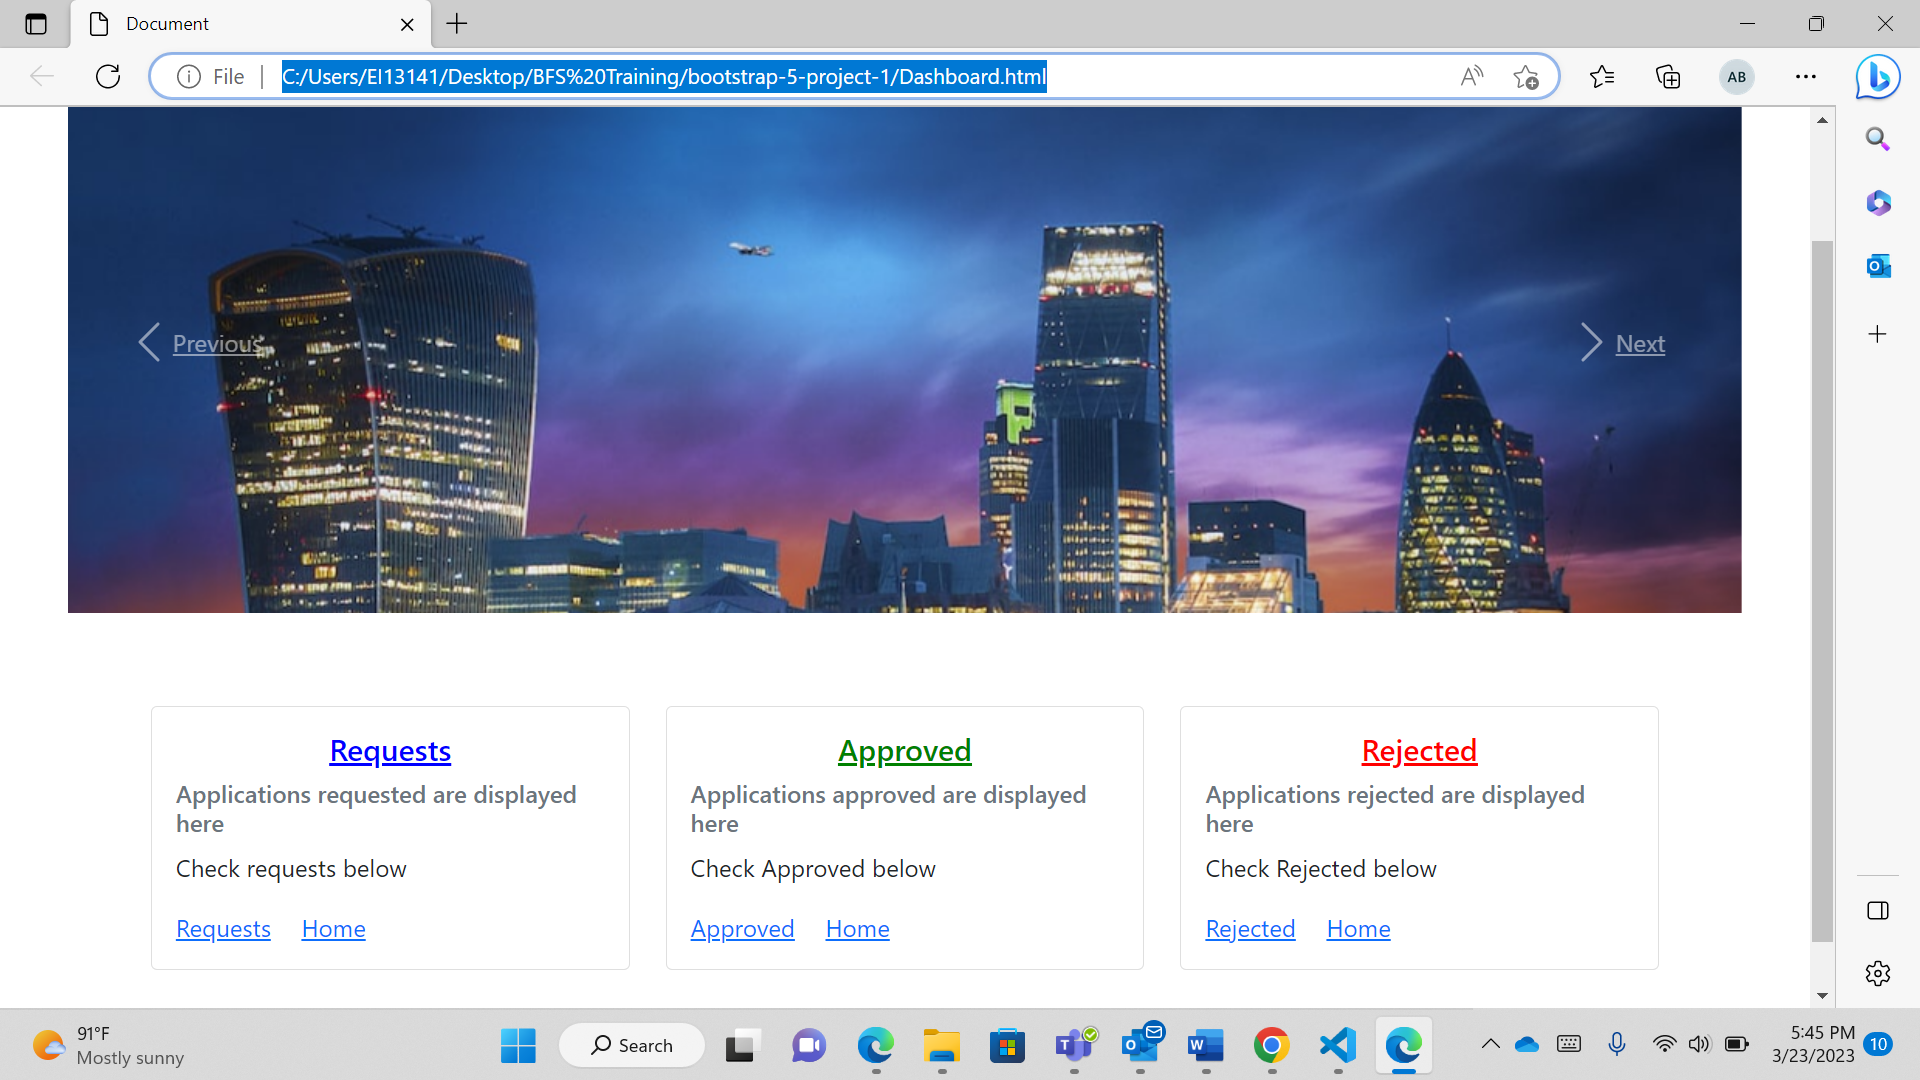 Document
File
C:/Users/EI13141/Desktop/BFS%20Training/bootstrap-5-project-1/Dashboard.html
AB
Previous
Next
Requests
Applications requested are displayed
here
Check requests below
Requests Home
Approved
Applications approved are displayed
here
Check Approved below
Approved Home
Rejected
Applications rejected are displayed
here
Check Rejected below
Rejected Home
91°F
Mostly sunny
Search
5:45 PM
3/23/2023
10